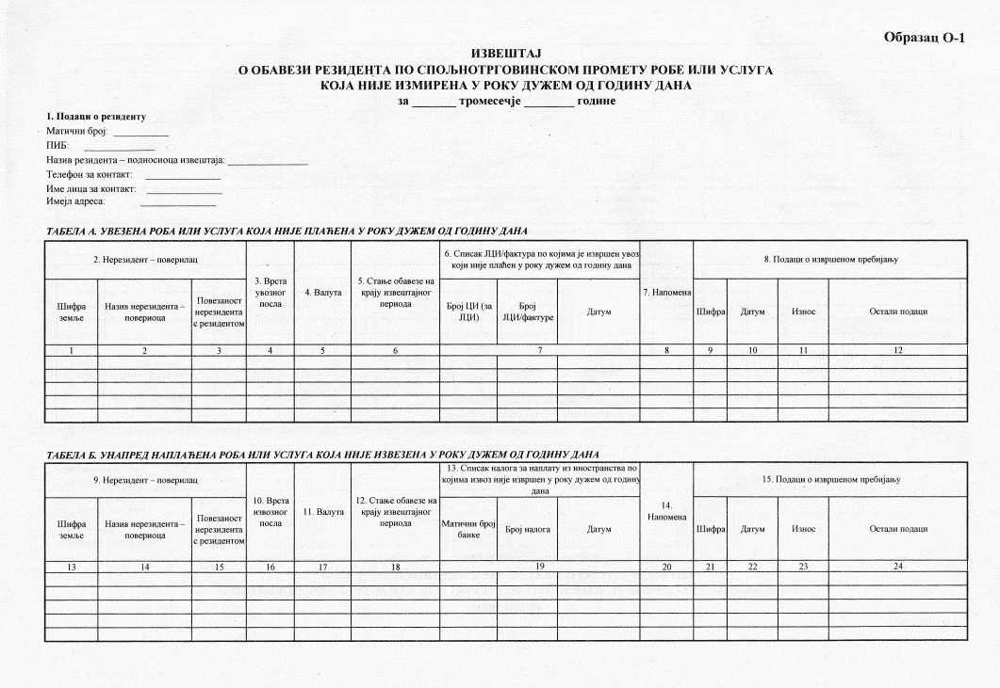 Образац О-1
ИЗВЕШТАЈ
О ОБАВЕЗИ РЕЗИДЕНТА ПО СПОЉНОТРГОВИНСКОМ ПРОМЕТУ РОБЕ ИЛИ УСЛУГА
КОЈА НИЈЕ ИЗМИРЕНА У РОКУ ДУЖЕМ ОД ГОДИНУ ДАНА
за _______ тромесечје ________ године
1. Подаци о резиденту
Матични број: ___________
ПИБ: ______________
Назив резидента – подносиоца извештаја: ________________
Телефон за контакт: _______________
Име лица за контакт: _______________
Имејл адреса: _______________
ТАБЕЛА А. УВЕЗЕНА РОБА ИЛИ УСЛУГА КОЈА НИЈЕ ПЛАЋЕНА У РОКУ ДУЖЕМ ОД ГОДИНУ ДАНА
2. Нерезидент – поверилац
3. Врста
увозног
посла
4. Валута
5. Стање обавезе на
крају извештајног
периода
6. Списак ЈЦИ/фактура по којима је извршен увоз
који није плаћен у року дужем од годину дана
7. Напомена
8. Подаци о извршеном пребијању
Шифра
земље
Назив нерезидента –
повериоца
Повезаност
нерезидента
с резидентом
Број ЦИ (за
ЈЦИ)
Број
ЈЦИ/фактуре
Датум
Шифра
Датум
Износ
Остали подаци
1 2 3 4 5 6 7 8 9 10 11 12
ТАБЕЛА Б. УНАПРЕД НАПЛАЋЕНА РОБА ИЛИ УСЛУГА КОЈА НИЈЕ ИЗВЕЗЕНА У РОКУ ДУЖЕМ ОД ГОДИНУ ДАНА
9. Нерезидент – поверилац
10. Врста
извозног
посла
11. Валута
12. Стање обавезе на
крају извештајног
периода
13. Списак налога за наплату из иностранства по
којима извоз није извршен у року дужем од годину
дана
14.
Напомена
15. Подаци о извршеном пребијању
Шифра
земље
Назив нерезидента –
повериоца
Повезаност
нерезидента
с резидентом
Матични број
банке
Број налога
Датум
Шифра
Датум
Износ
Остали подаци
13 14 15 16 17 18 19 20 21 22 23 24